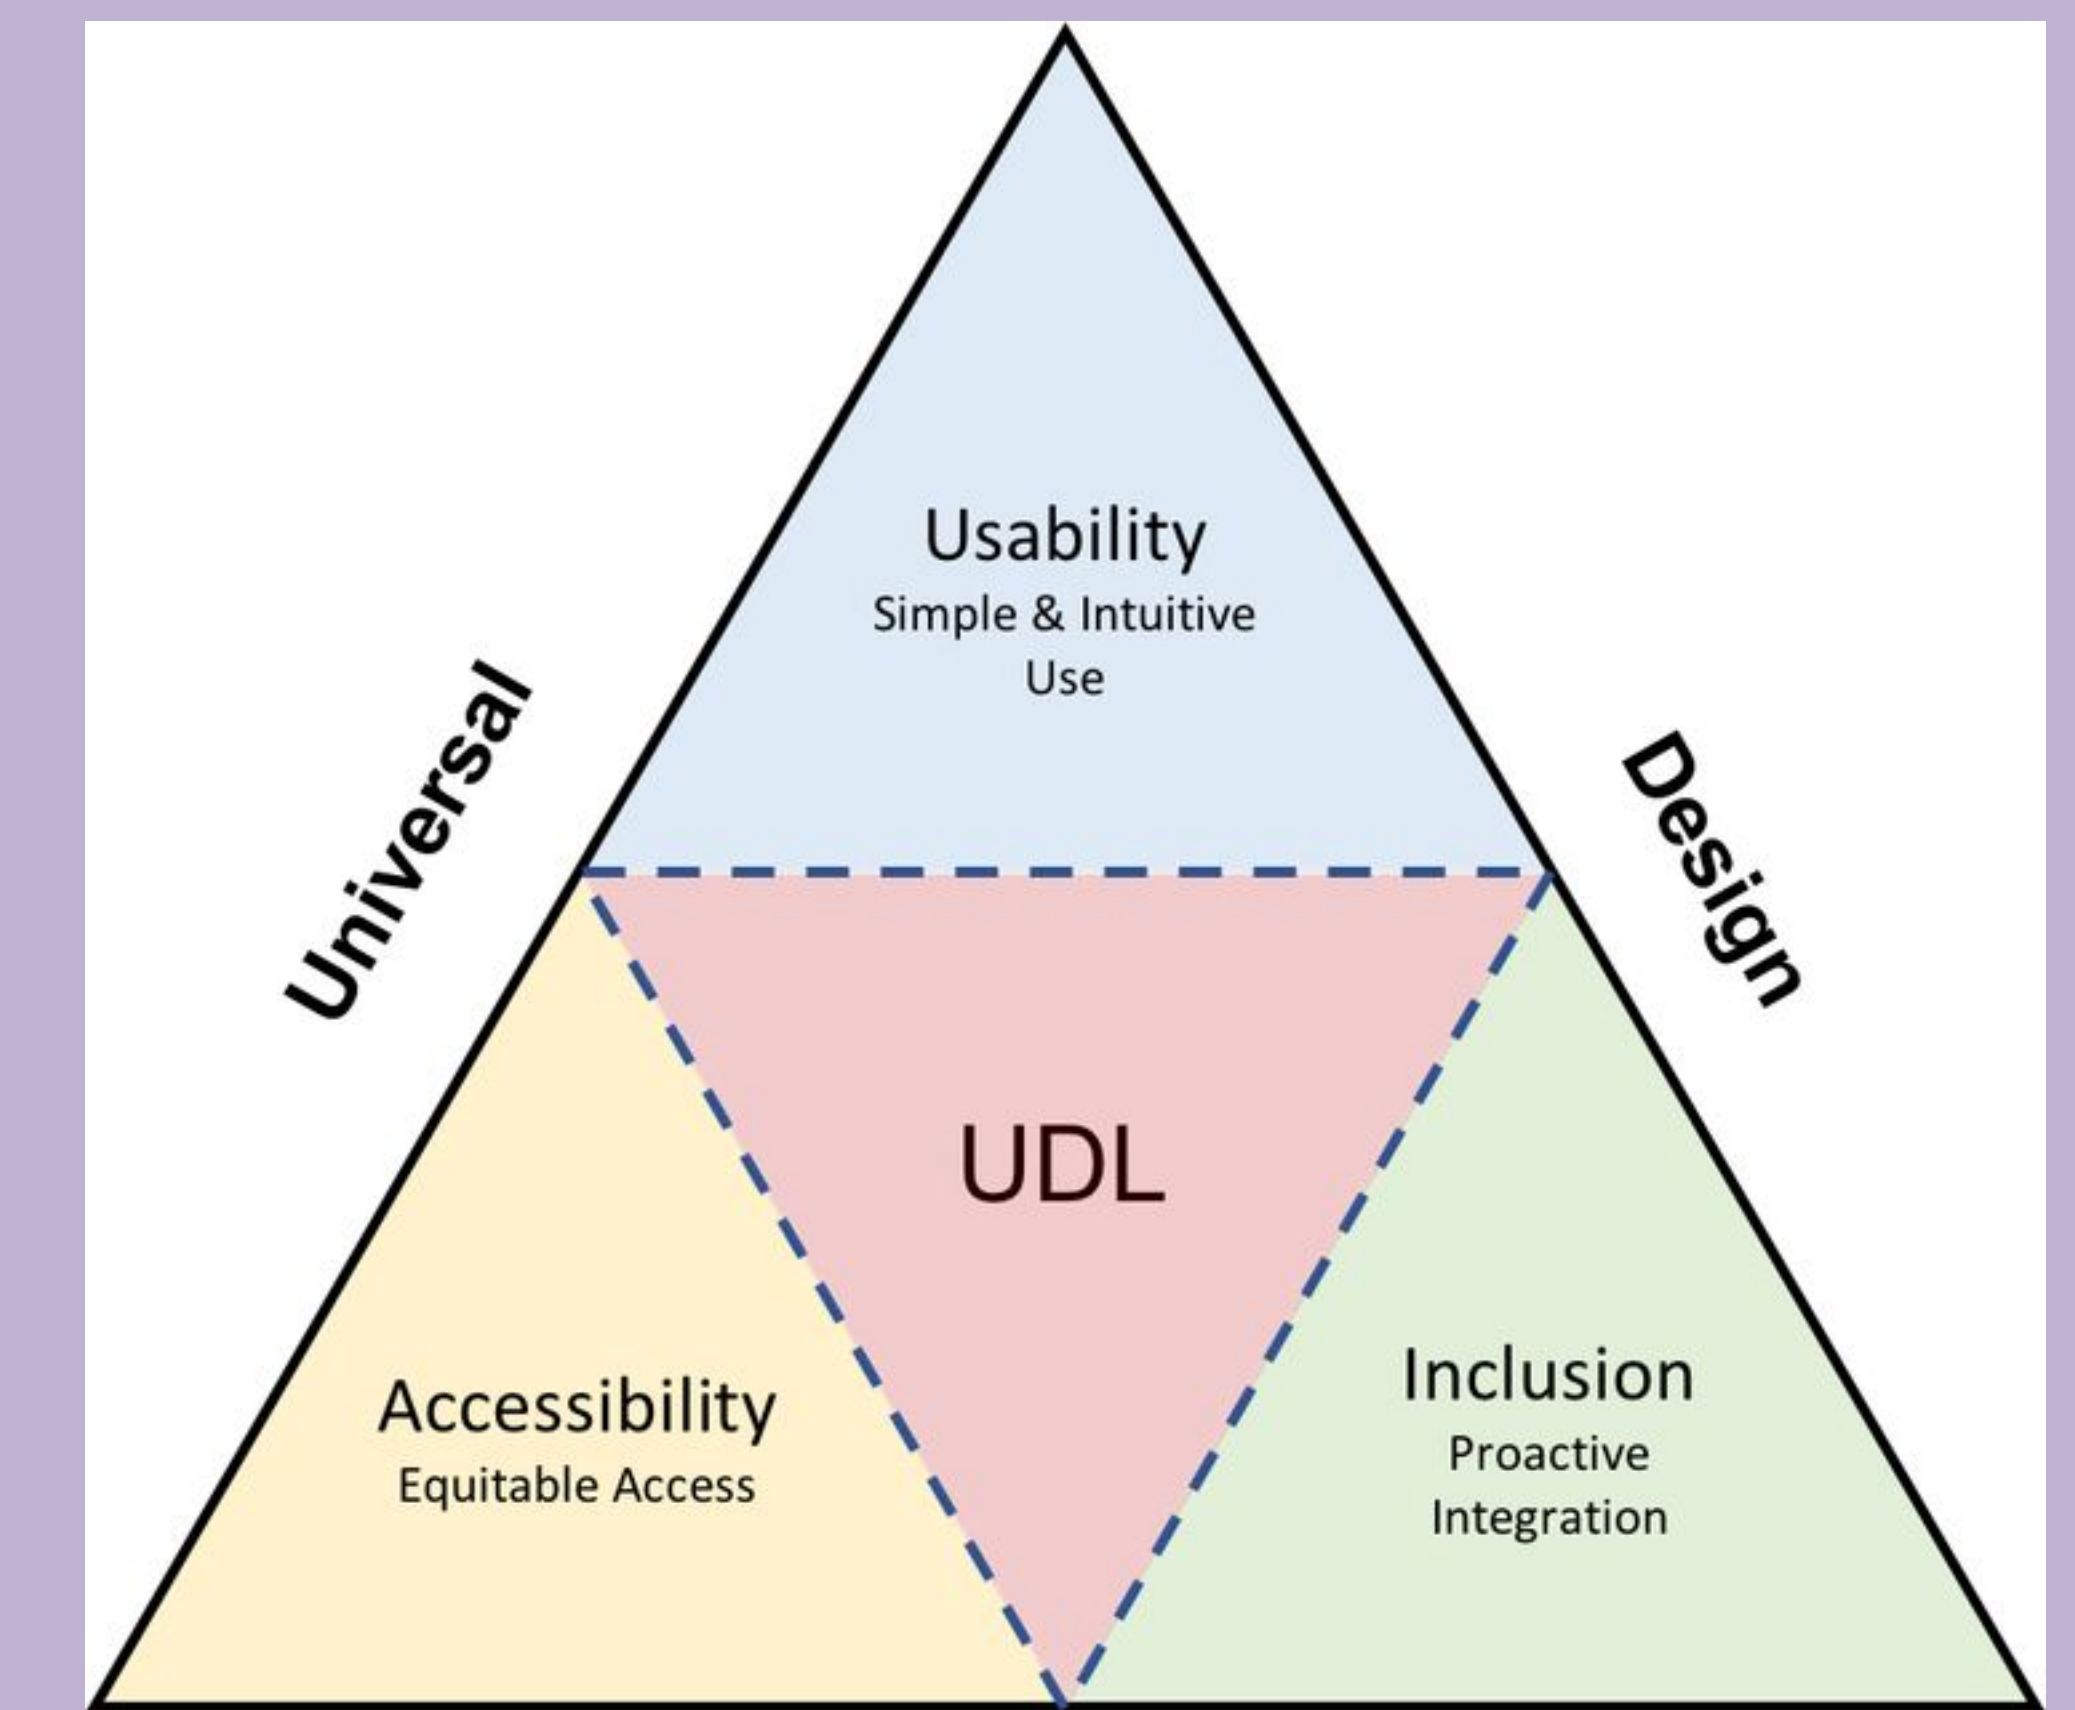 Usability
Simple & Intuitive
Use
Universal
Design
UDL
Accessibility
Equitable Access
Inclusion
Proactive
Integration